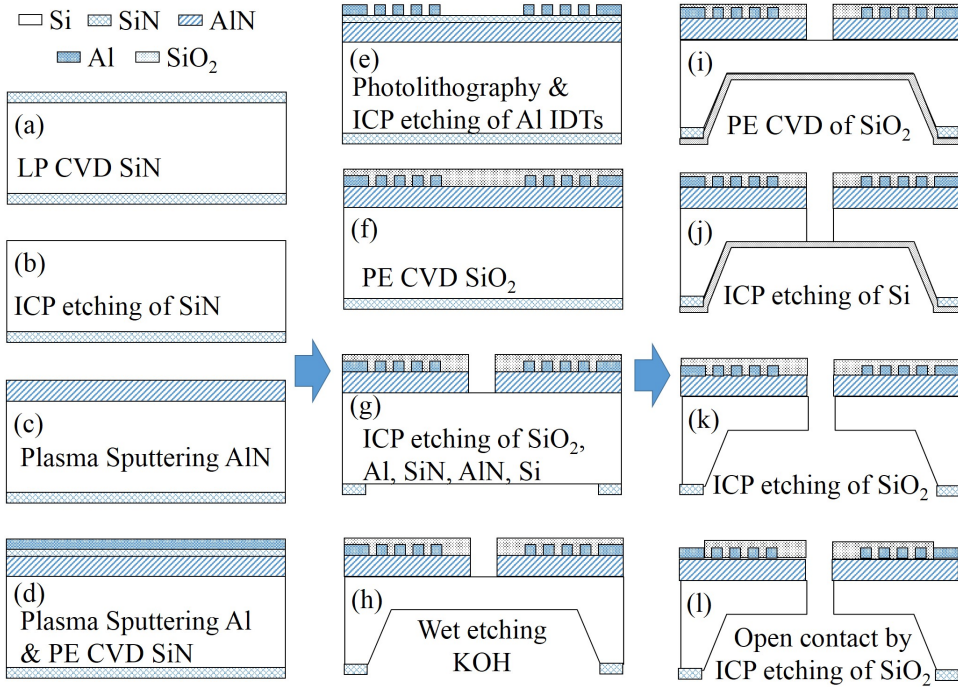 Si SiN AlN
Al SiO₂
(a)
LP CVD SiN
(b)
ICP etching of SiN
(c)
Plasma Sputtering AlN
(d)
Plasma Sputtering Al
& PE CVD SiN
(e)
Photolithography &
ICP etching of Al IDTs
(f)
PE CVD SiO₂
(g)
ICP etching of SiO₂,
Al, SiN, AlN, Si
(h)
Wet etching
KOH
(i)
PE CVD of SiO₂
(j)
ICP etching of Si
(k)
ICP etching of SiO₂
(l)
Open contact by
ICP etching of SiO₂